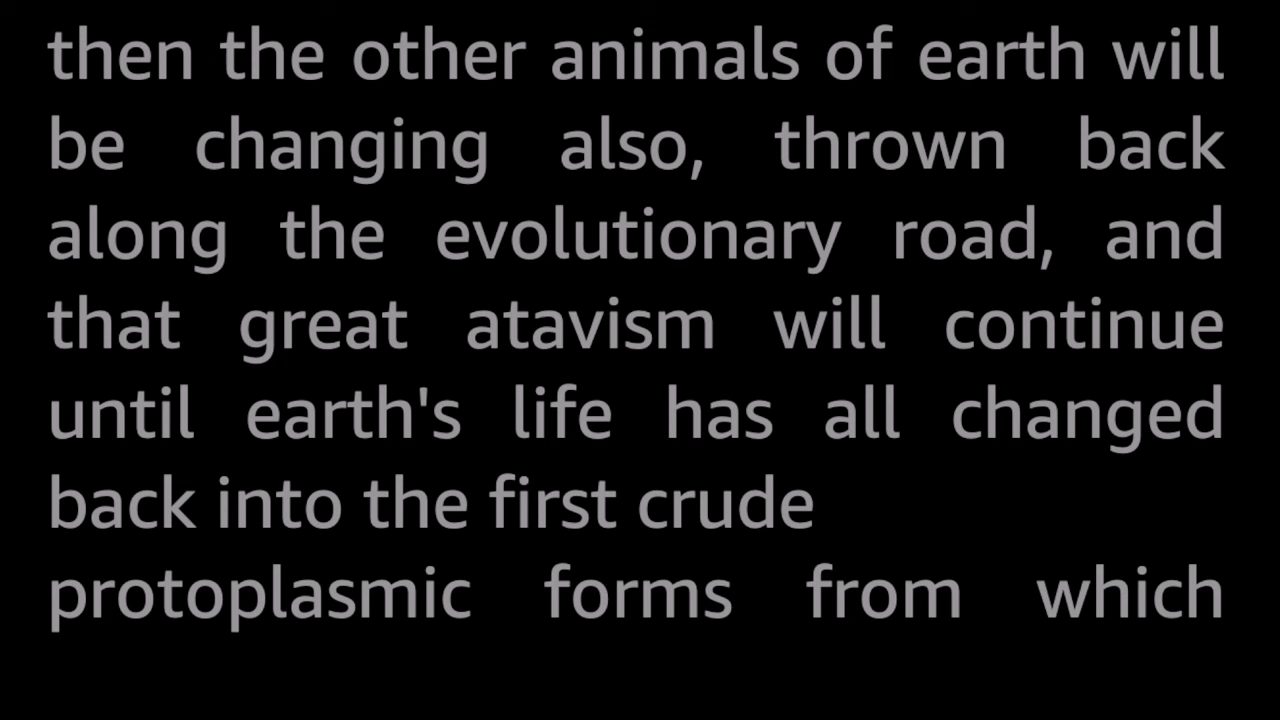 then the other animals of earth will
be changing also, thrown back
along the evolutionary road, and
that great atavism will continue
until earth's life has all changed
back into the first crude
protoplasmic forms from which